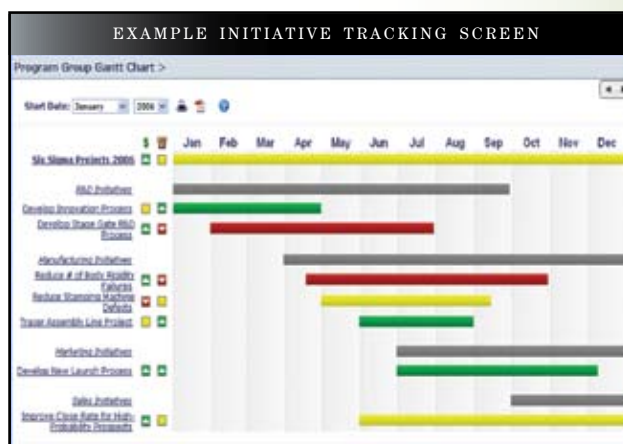 EXAMPLE INITIATIVE TRACKING SCREEN
Program Group Gantt Chart >
Start Date: January 2006
$ Jan Feb Mar Apr May Jun Jul Aug Sep Oct Nov Dec
Six Sigma Projects 2006
R&D Initiatives
Develop Innovation Process
Develop Stage Gate R&D
Process
Manufacturing Initiatives
Reduce # of Body Rigidity
Failures
Reduce Stamping Machine
Defects
Tracer Assembly Line Project
Marketing Initiatives
Develop New Launch Process
Sales Initiatives
Improve Close Rate for High-
Probability Prospects